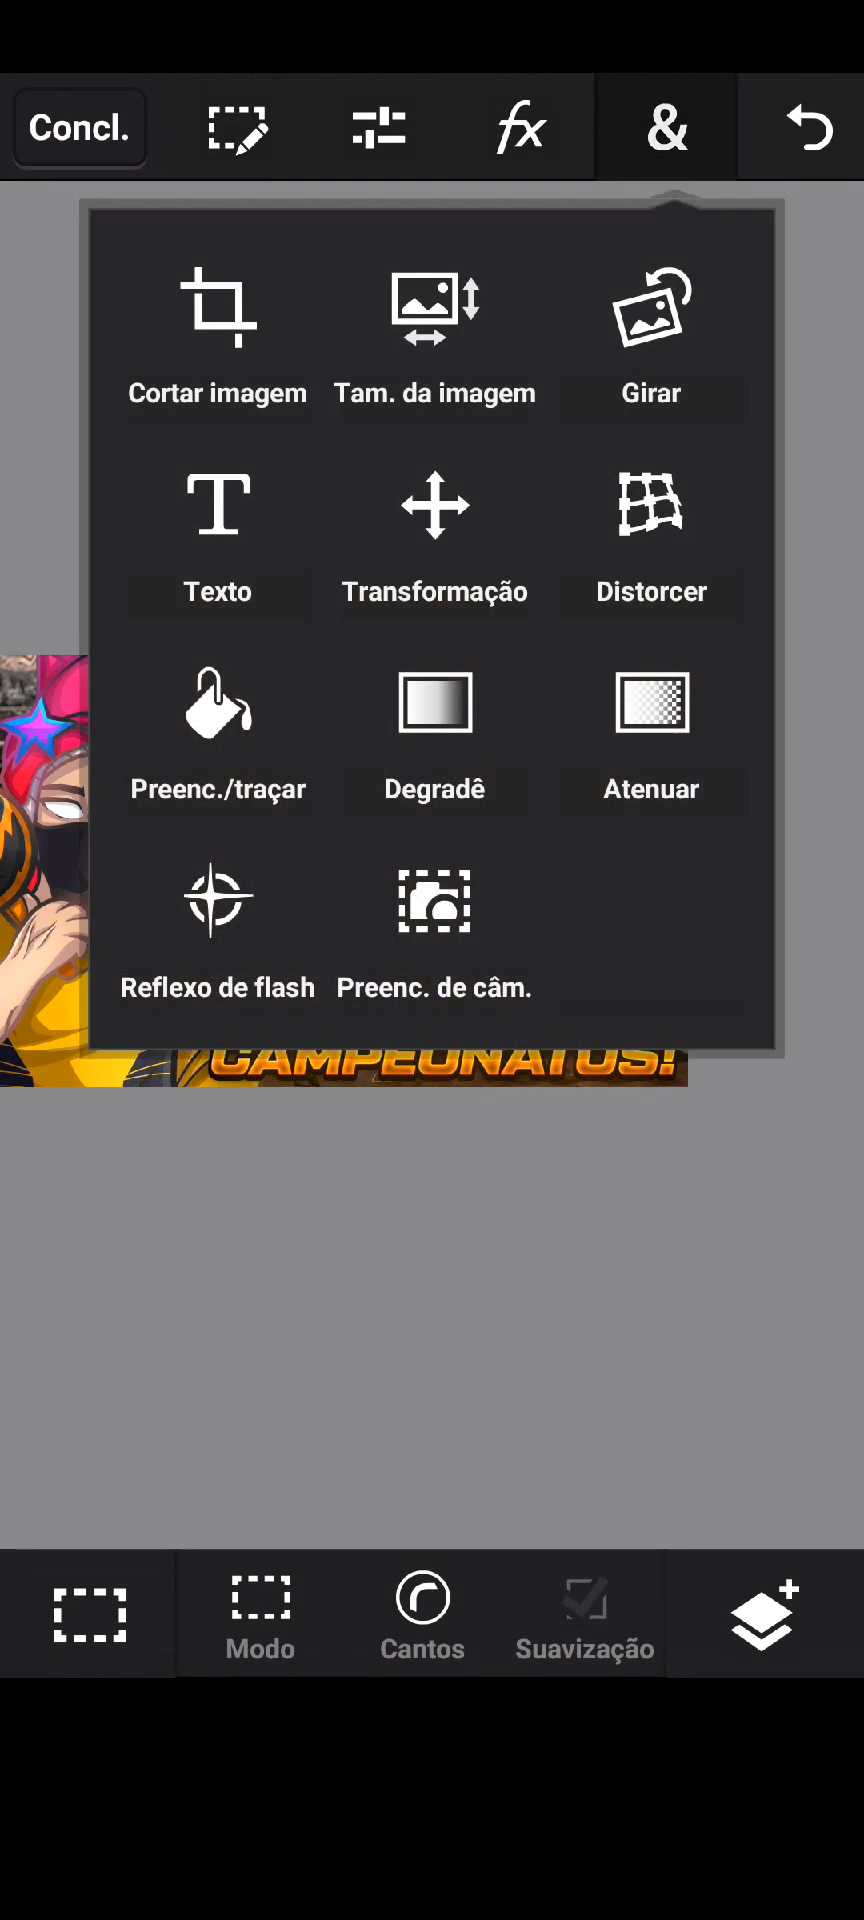 Concl.
fx
&
Cortar imagem
Tam. da imagem
Girar
T
Texto
Transformação
Distorcer
Preenc./traçar
Degradê
Atenuar
Reflexo de flash
Preenc. de câm.
CAMPEONATOS!
Modo
Cantos
Suavização